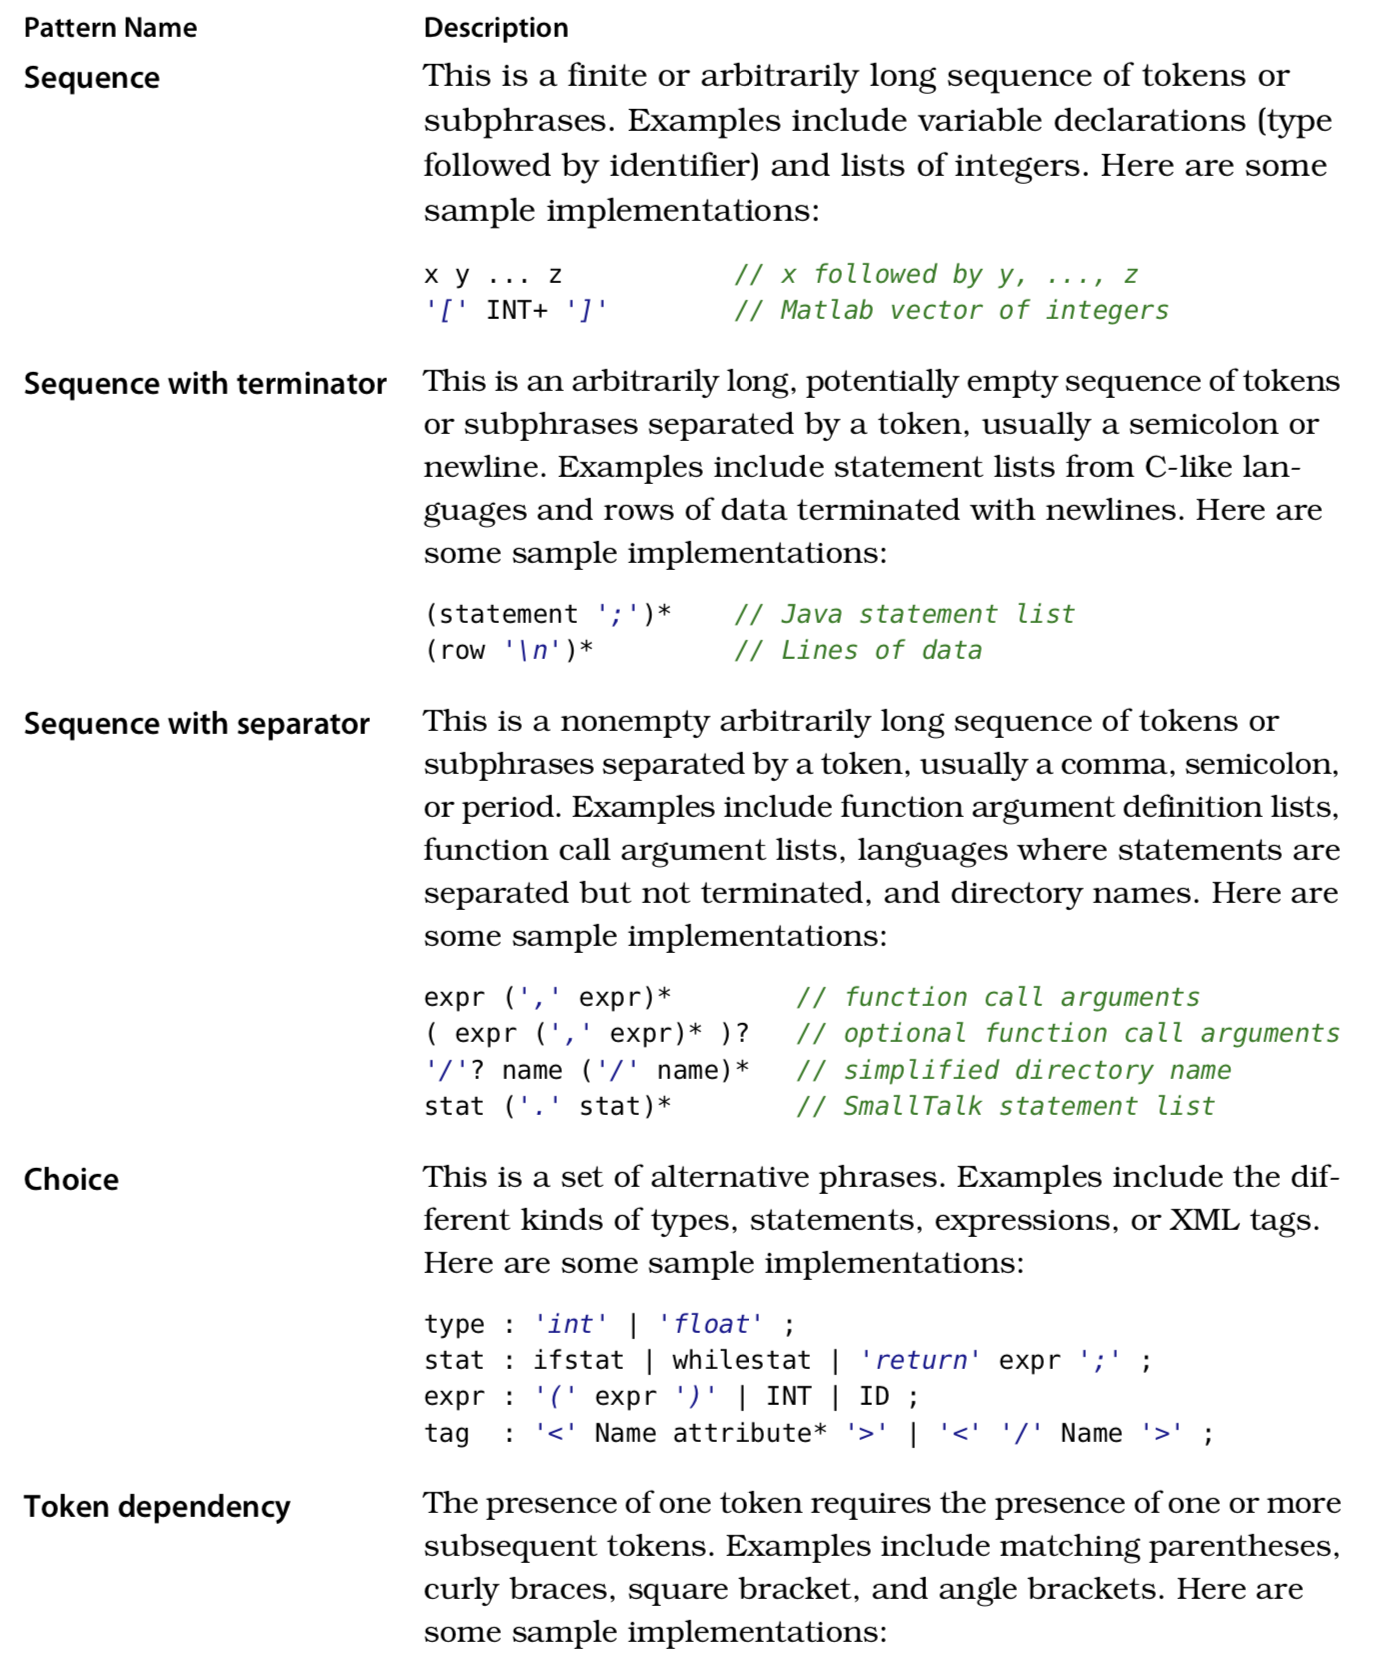 Pattern Name Description
Sequence This is a finite or arbitrarily long sequence of tokens or
subphrases. Examples include variable declarations (type
followed by identifier) and lists of integers. Here are some
sample implementations:
x y ... z // x followed by y, ..., z
'[' INT+ ']' // Matlab vector of integers
Sequence with terminator This is an arbitrarily long, potentially empty sequence of tokens
or subphrases separated by a token, usually a semicolon or
newline. Examples include statement lists from C-like lan-
guages and rows of data terminated with newlines. Here are
some sample implementations:
(statement ';')* // Java statement list
(row '\n')* // Lines of data
Sequence with separator This is a nonempty arbitrarily long sequence of tokens or
subphrases separated by a token, usually a comma, semicolon,
or period. Examples include function argument definition lists,
function call argument lists, languages where statements are
separated but not terminated, and directory names. Here are
some sample implementations:
expr (',' expr)* // function call arguments
( expr (',' expr)* )? // optional function call arguments
'/'? name ('/' name)* // simplified directory name
stat ('.' stat)* // SmallTalk statement list
Choice This is a set of alternative phrases. Examples include the dif-
ferent kinds of types, statements, expressions, or XML tags.
Here are some sample implementations:
type : 'int' | 'float' ;
stat : ifstat | whilestat | 'return' expr ';' ;
expr : '(' expr ')' | INT | ID ;
tag : '<' Name attribute* '>' | '<' '/' Name '>' ;
Token dependency The presence of one token requires the presence of one or more
subsequent tokens. Examples include matching parentheses,
curly braces, square bracket, and angle brackets. Here are
some sample implementations: